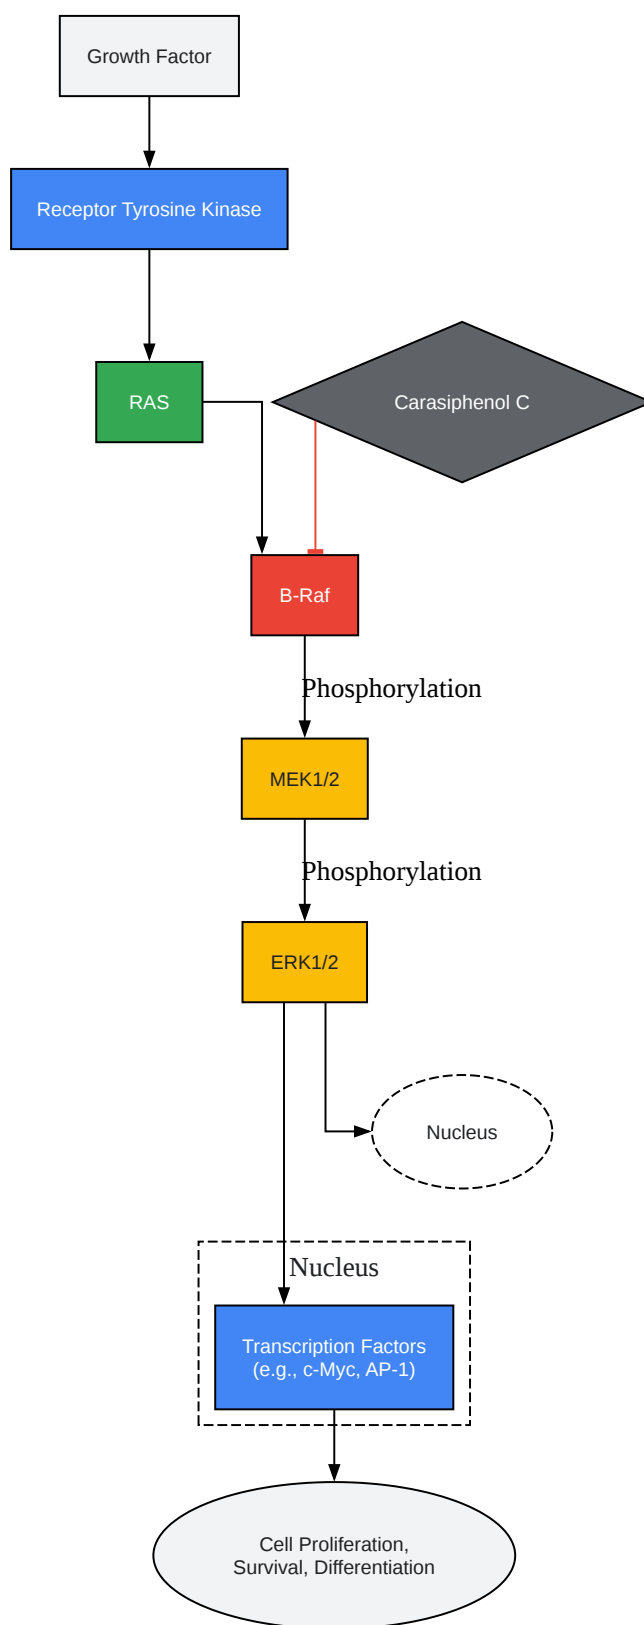 Growth Factor
Receptor Tyrosine Kinase
RAS
Carasiphenol C
B-Raf
Phosphorylation
MEK1/2
Phosphorylation
ERK1/2
Nucleus
Nucleus
Transcription Factors
(e.g., c-Myc, AP-1)
Cell Proliferation,
Survival, Differentiation